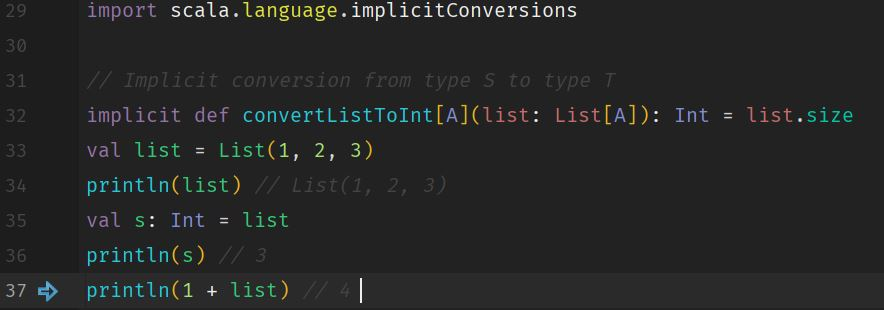 29 import scala.language.implicitConversions
30
31 // Implicit conversion from type S to type T
32 implicit def convertListToInt[A](list: List[A]): Int = list.size
33 val list = List(1, 2, 3)
34 println(list) // List(1, 2, 3)
35 val s: Int = list
36 println(s) // 3
37 println(1 + list) // 4